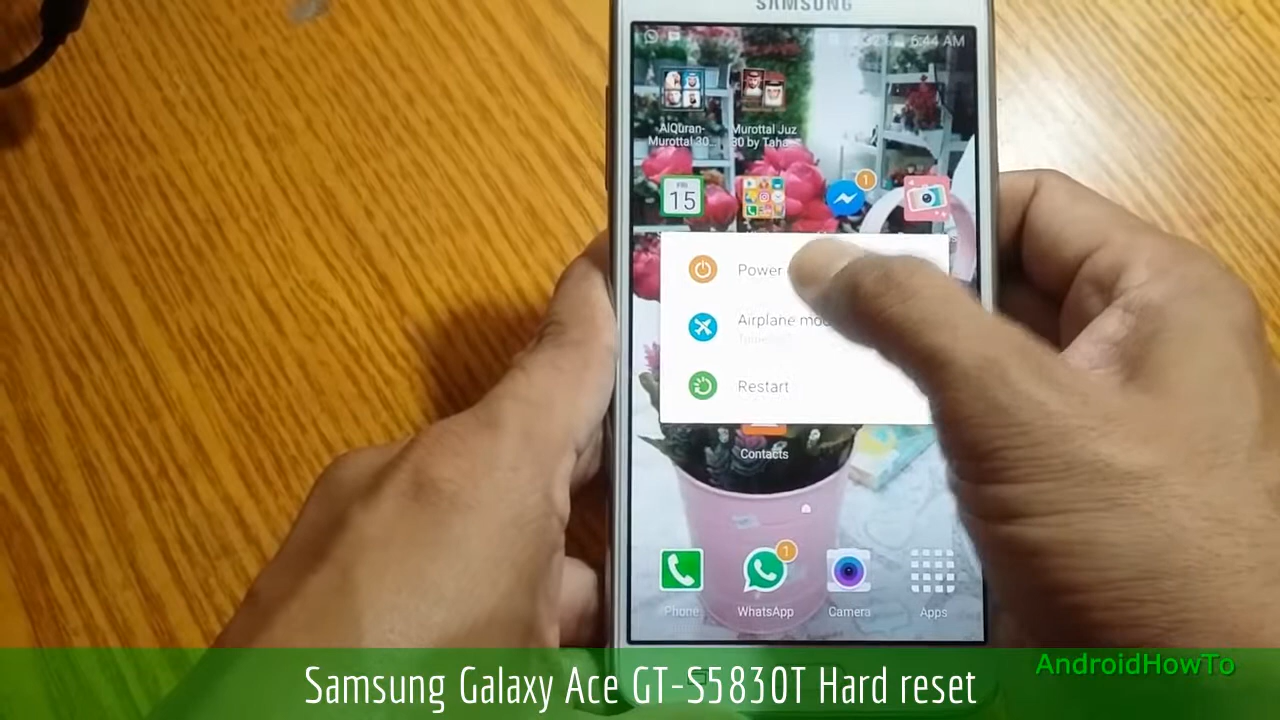 SAMSUNG
6:44 AM
AlQuran-
Murottal 30...
Murottal Juz
30 by Taha...
FRI
15
1
Power
Airplane mo
Restart
Contacts
1
Phone
WhatsApp
Camera
Apps
Samsung Galaxy Ace GT-S5830T Hard reset
AndroidHowTo